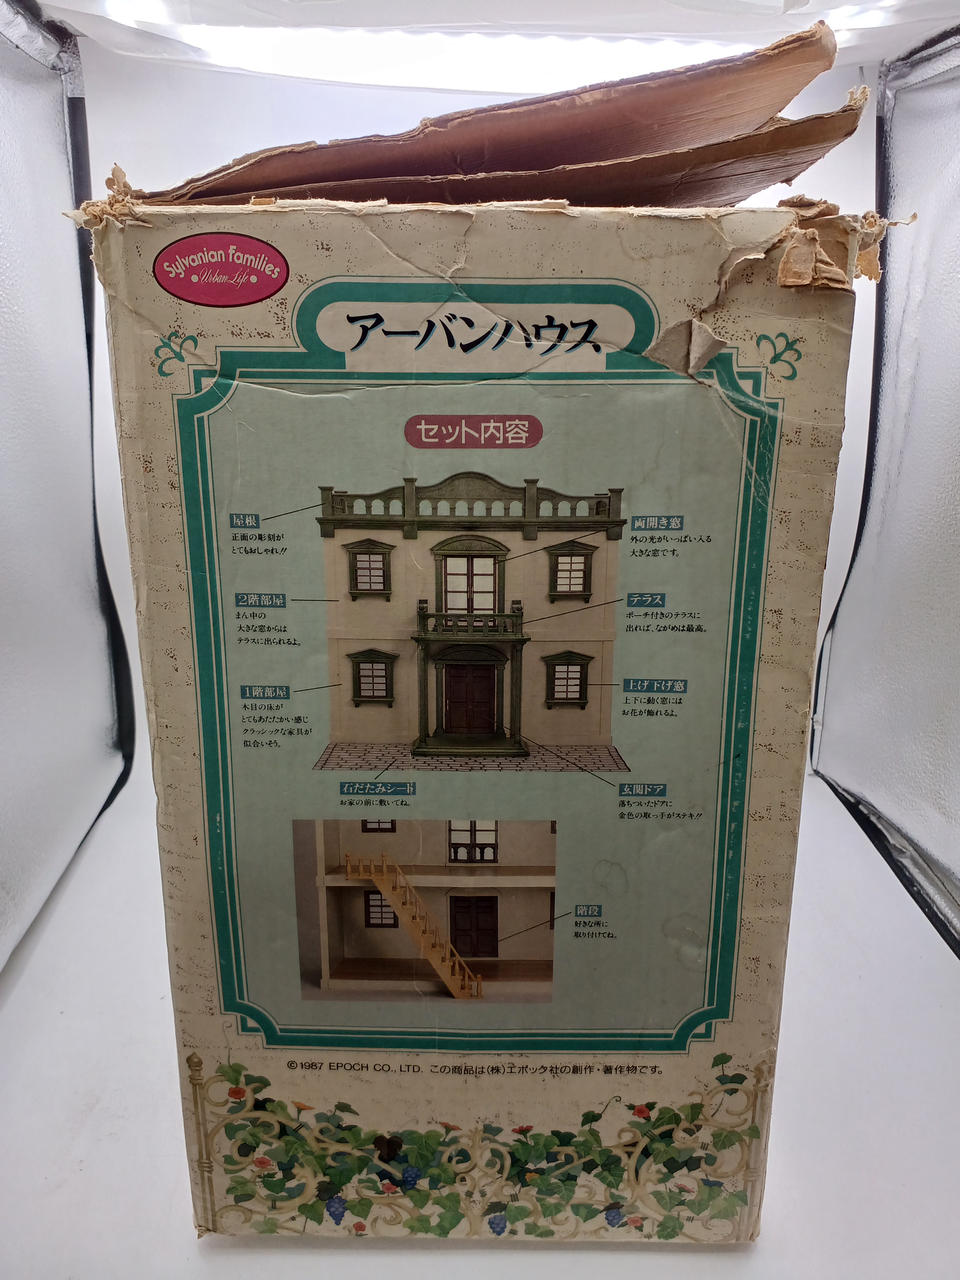 Sylvanian Families
Urban Life
アーバンハウス
セット内容
屋根
正面の彫刻が
とてもおしゃれ!!
両開き窓
外の光がいっぱい入る
大きな窓です。
2階部屋
まん中の
大きな窓からは
テラスに出られるよ。
テラス
ポーチ付きのテラスに
出れば、ながめは最高。
1階部屋
木目の床が
とてもあたたかい感じ
クラッシックな家具が
似合いそう。
上げ下げ窓
上下に動く窓には
お花が飾れるよ。
石だたみシート
お家の前に敷いてね。
玄関ドア
落ちついたドアに
金色の取っ手がステキ!!
階段
好きな所に
取り付けてね。
©1987 EPOCH CO., LTD. この商品は(株)エポック社の創作・著作物です。